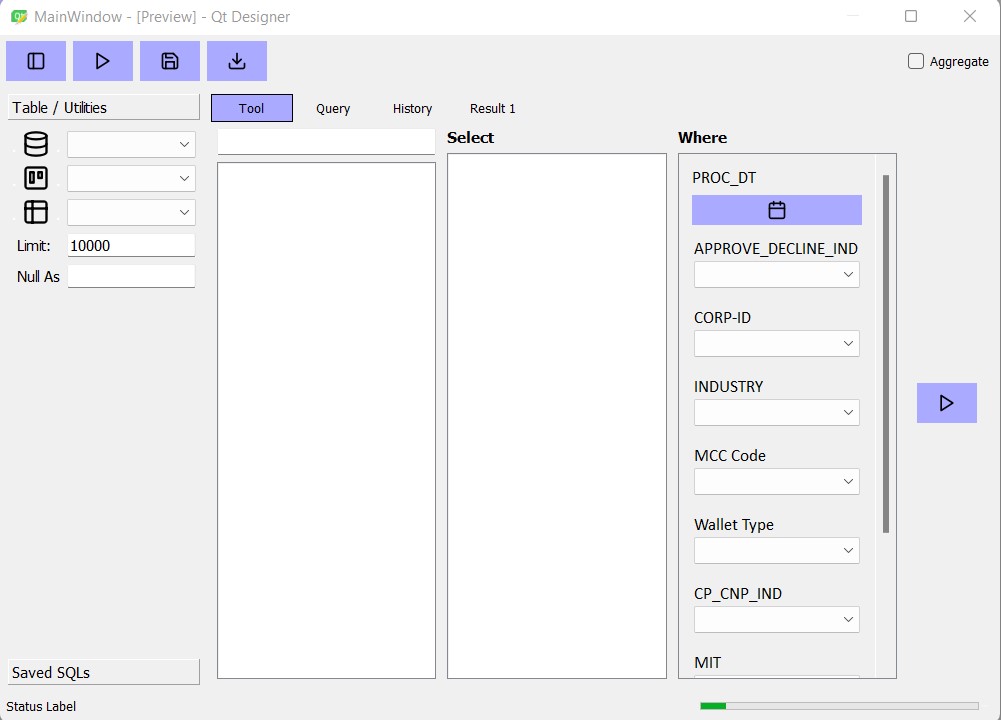 MainWindow - [Preview] - Qt Designer
Aggregate
Table / Utilities
Tool
Query
History
Result 1
Select
Where
PROC_DT
APPROVE_DECLINE_IND
Limit:
10000
Null As
CORP-ID
INDUSTRY
MCC Code
Wallet Type
CP_CNP_IND
MIT
Saved SQLs
Status Label